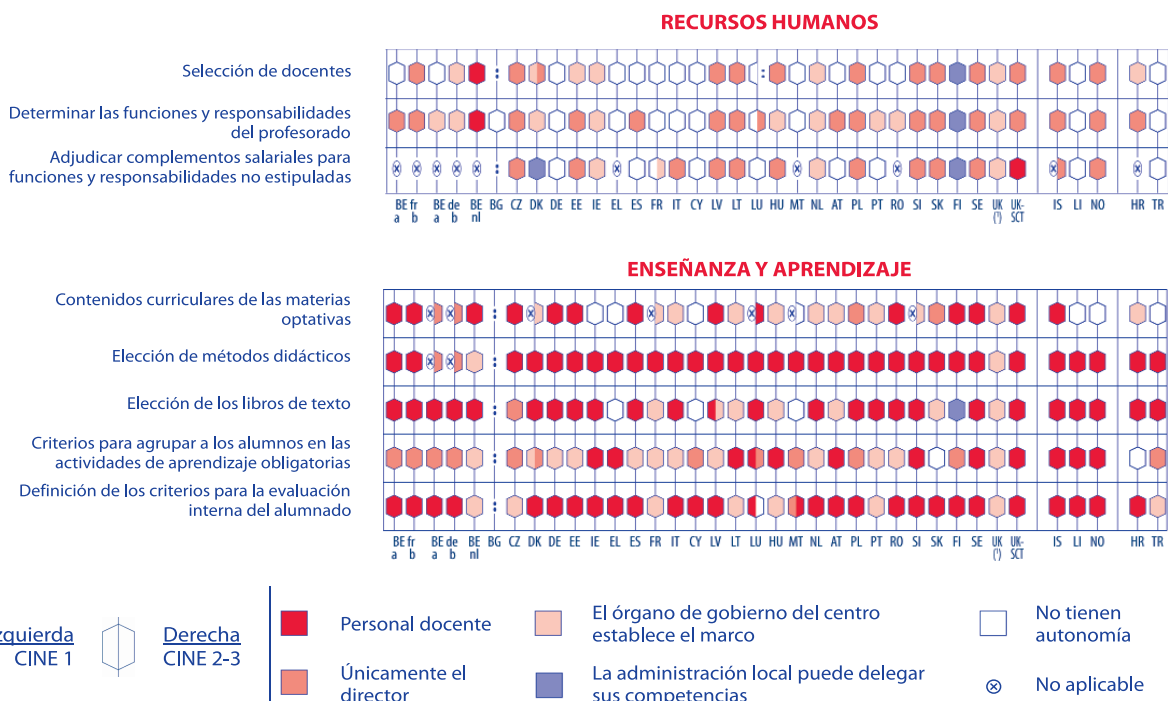 RECURSOS HUMANOS
Selección de docentes
Determinar las funciones y responsabilidades
del profesorado
Adjudicar complementos salariales para
funciones y responsabilidades no estipuladas
BE fr BE de BE BG CZ DK DE EE IE EL ES FR IT CY LV LT LU HU MT NL AT PL PT RO SI SK FI SE UK UK- IS LI NO HR TR
a b a b nl (¹) SCT
ENSEÑANZA Y APRENDIZAJE
Contenidos curriculares de las materias
optativas
Elección de métodos didácticos
Elección de los libros de texto
Criterios para agrupar a los alumnos en las
actividades de aprendizaje obligatorias
Definición de los criterios para la evaluación
interna del alumnado
BE fr BE de BE BG CZ DK DE EE IE EL ES FR IT CY LV LT LU HU MT NL AT PL PT RO SI SK FI SE UK UK- IS LI NO HR TR
a b a b nl (¹) SCT
zquierda
CINE 1
Derecha
CINE 2-3
Personal docente
El órgano de gobierno del centro
establece el marco
No tienen
autonomía
Únicamente el
director
La administración local puede delegar
sus competencias
No aplicable